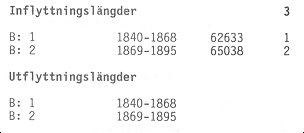 Inflyttningslängder 3
B: 1 1840-1868 62633 1
B: 2 1869-1895 65038 2
Utflyttningslängder
B: 1 1840-1868
B: 2 1869-1895